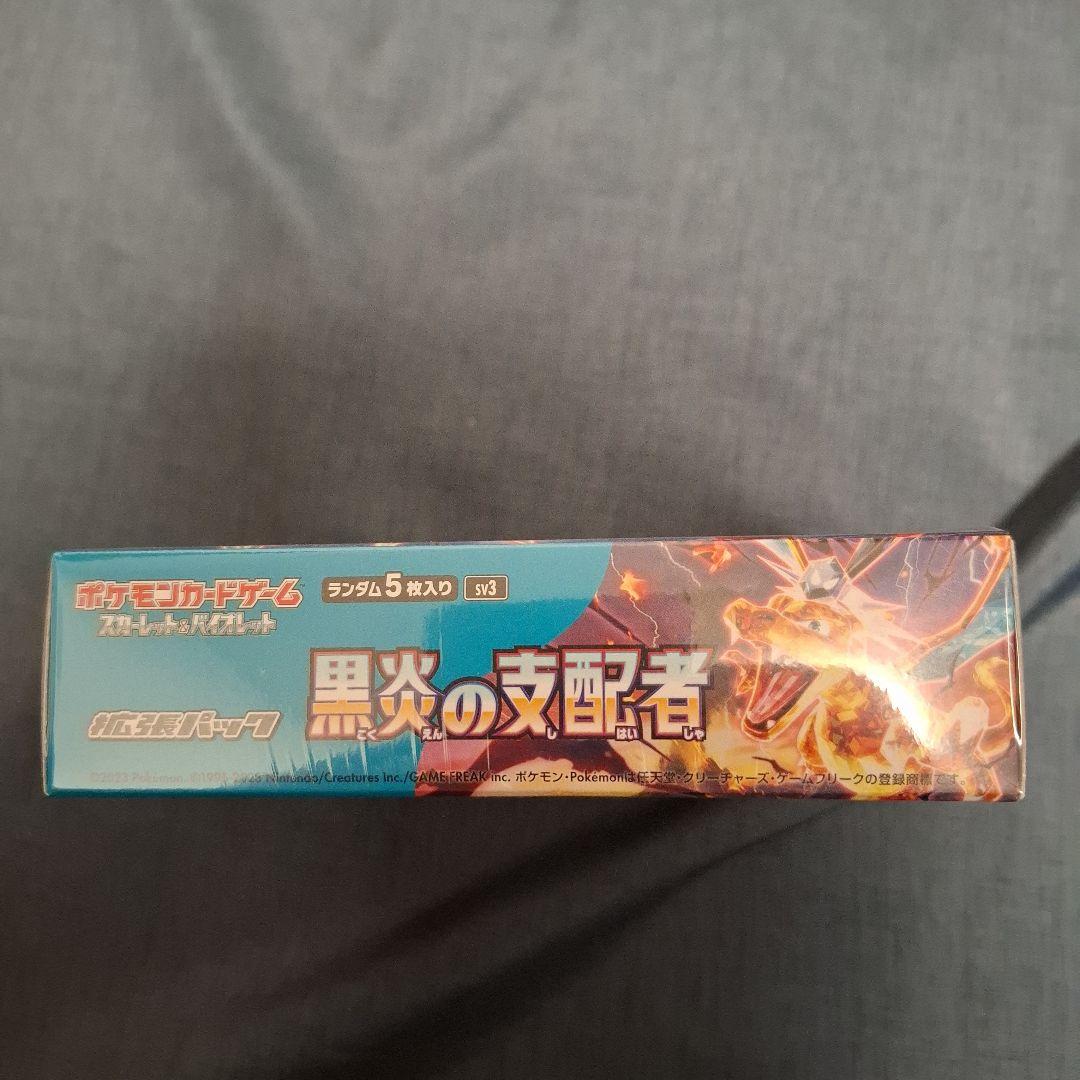 ポケモンカードゲーム
スカーレット&バイオレット
ランダム5枚入り
SV3
拡張パック
黒炎の支配者
こく えん し はい しゃ
©2023 Pokémon. ©1995-2023 Nintendo/Creatures Inc./GAME FREAK inc. ポケモン・Pokémonは任天堂・クリーチャーズ・ゲームフリークの登録商標です。